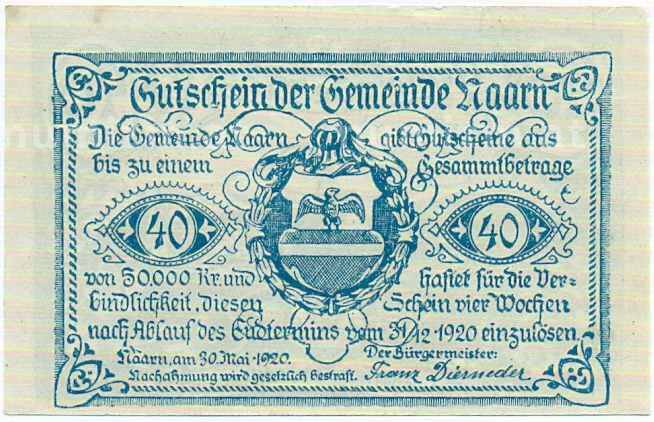 Gutschein der Gemeinde Naarn
Die Gemeinde Naarn gibt Gutscheine aus
bis zu einem Gesammtbetrage
40 40
von 50.000 Kr. und haftet für die Ver-
bindlichkeit, diesen Schein vier Wochen
nach Ablauf des Endtermins vom 31/12 1920 einzulösen.
Naarn, am 30. Mai 1920. Der Bürgermeister:
Nachahmung wird gesetzlich bestraft. Franz Dierneder